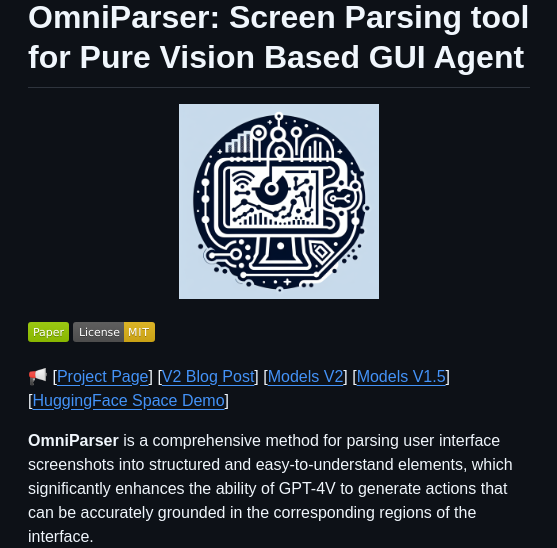 OmniParser: Screen Parsing tool
for Pure Vision Based GUI Agent
Paper License MIT
[Project Page] [V2 Blog Post] [Models V2] [Models V1.5]
[HuggingFace Space Demo]
OmniParser is a comprehensive method for parsing user interface
screenshots into structured and easy-to-understand elements, which
significantly enhances the ability of GPT-4V to generate actions that
can be accurately grounded in the corresponding regions of the
interface.